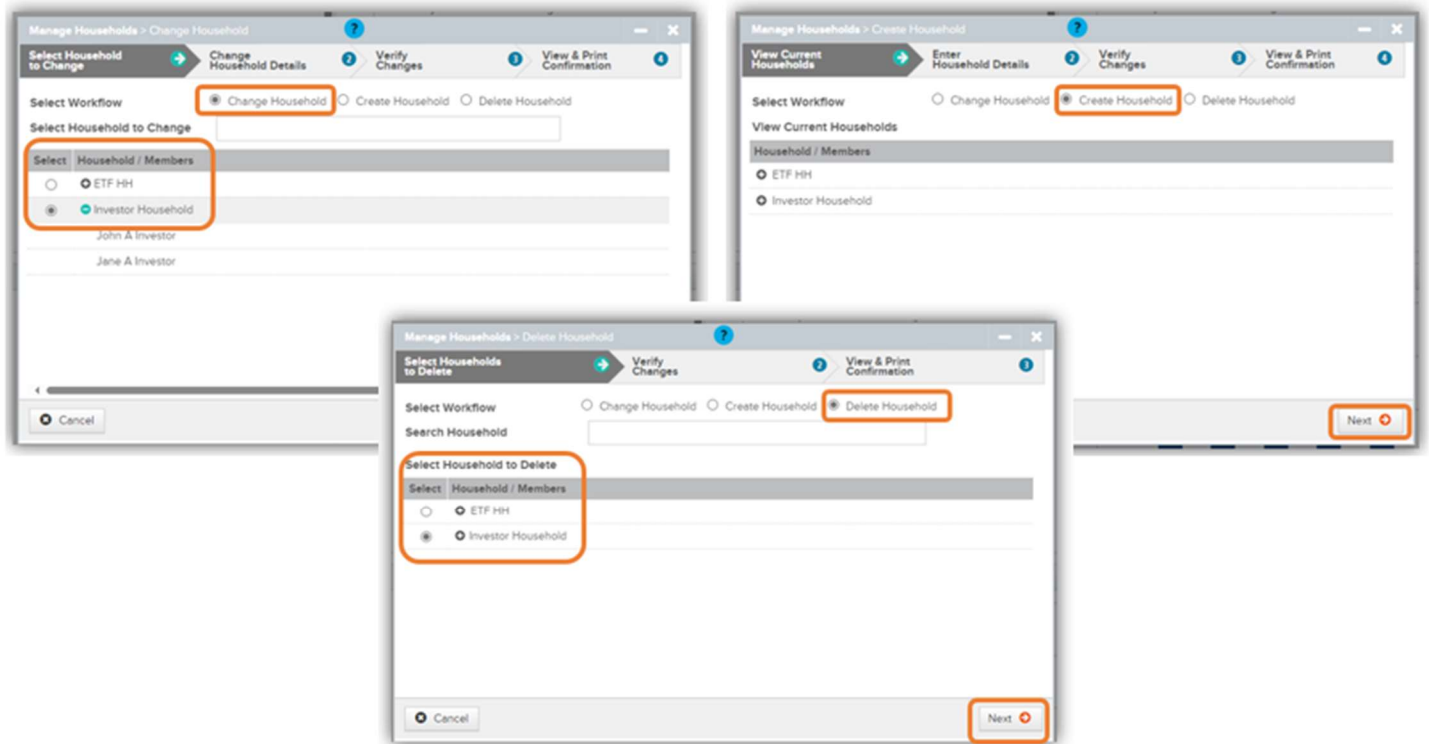 Manage Households > Change Household ?
Select Household to Change
Change Household Details 2
Verify Changes 3
View & Print Confirmation 4
Select Workflow Change Household Create Household Delete Household
Select Household to Change
Select Household / Members
ETF HH
Investor Household
John A Investor
Jane A Investor
Cancel
Manage Households > Create Household ?
View Current Households
Enter Household Details 2
Verify Changes 3
View & Print Confirmation 4
Select Workflow Change Household Create Household Delete Household
View Current Households
Household / Members
ETF HH
Investor Household
Next
Manage Households > Delete Household ?
Select Households to Delete
Verify Changes 2
View & Print Confirmation 3
Select Workflow Change Household Create Household Delete Household
Search Household
Select Household to Delete
Select Household / Members
ETF HH
Investor Household
Cancel
Next